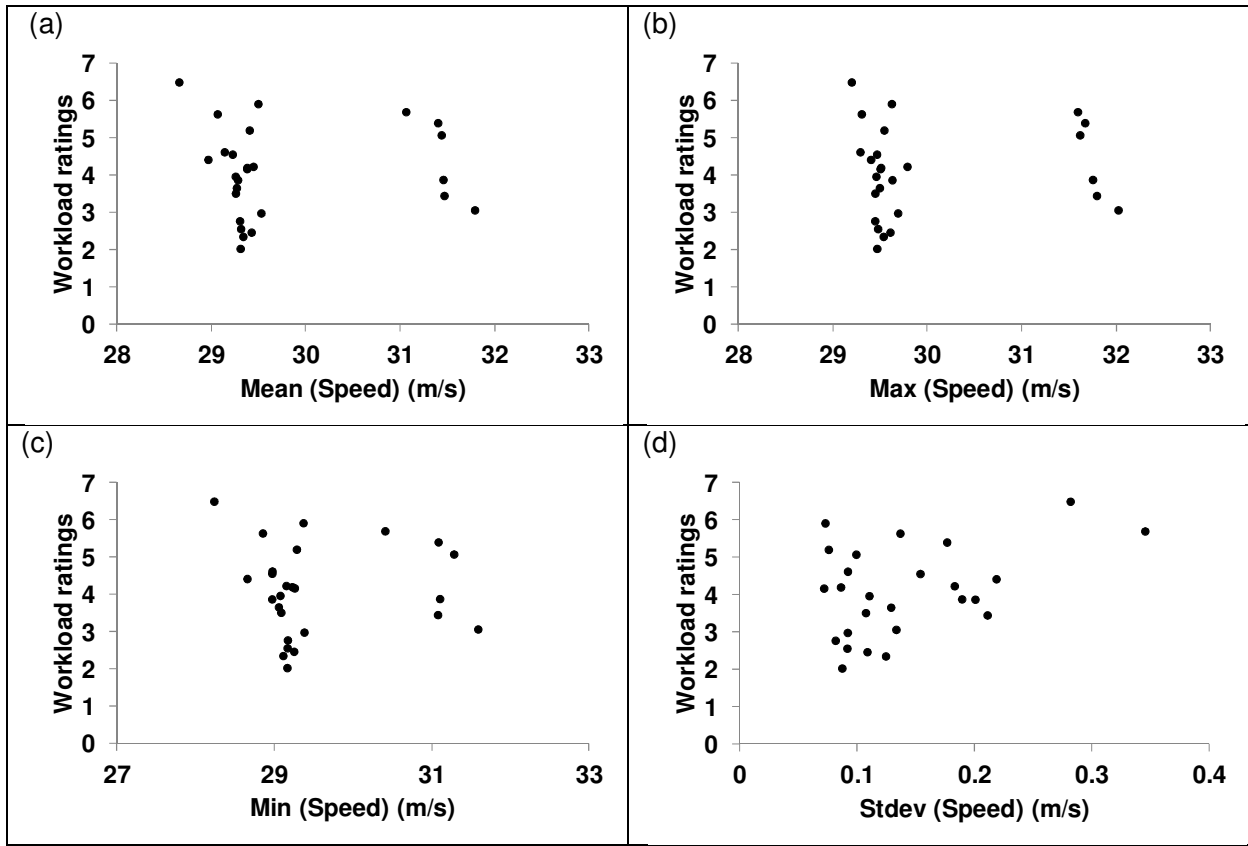 (a)
Workload ratings
7
6
5
4
3
2
1
0
28 29 30 31 32 33
Mean (Speed) (m/s)
(b)
Workload ratings
7
6
5
4
3
2
1
0
28 29 30 31 32 33
Max (Speed) (m/s)
(c)
Workload ratings
7
6
5
4
3
2
1
0
27 29 31 33
Min (Speed) (m/s)
(d)
Workload ratings
7
6
5
4
3
2
1
0
0 0.1 0.2 0.3 0.4
Stdev (Speed) (m/s)